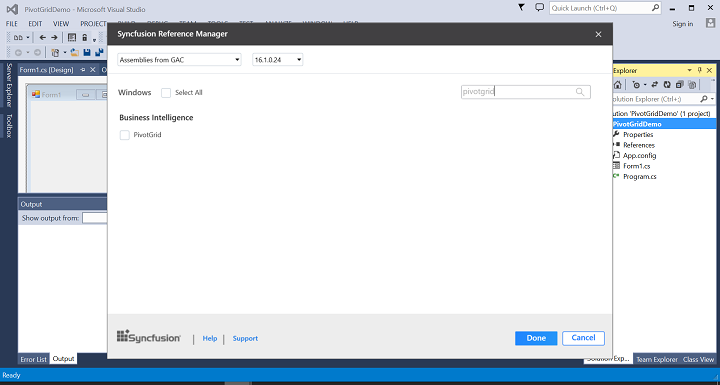 PivotGridDemo - Microsoft Visual Studio
Quick Launch (Ctrl+Q)
FILE EDIT VIEW PROJECT
Sign in
Syncfusion Reference Manager
Form1.cs [Design]
Server Explorer
Toolbox
Form1
Assemblies from GAC
16.1.0.24
Windows
Select All
pivotgrid
Business Intelligence
PivotGrid
Explorer
olution Explorer (Ctrl+;)
ution 'PivotGridDemo' (1 project)
PivotGridDemo
Properties
References
App.config
Form1.cs
Program.cs
Output
Show output from:
Syncfusion
Help
Support
Done
Cancel
Error List
Output
Solution Exp...
Team Explorer
Class View
Ready